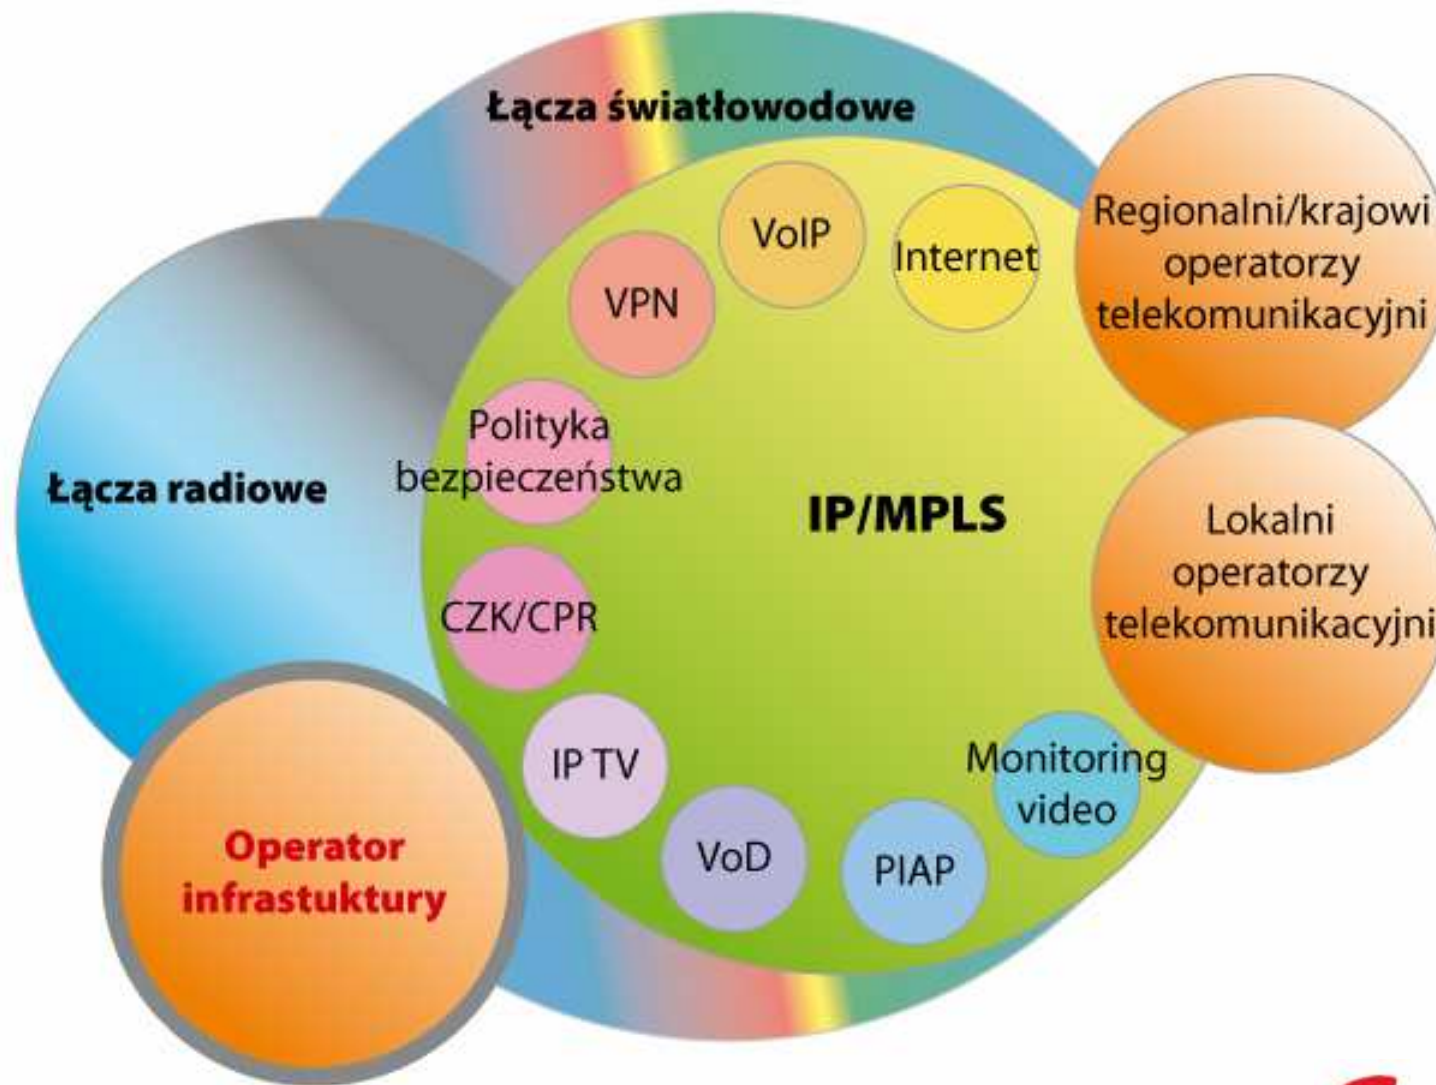 Łącza światłowodowe
Regionalni/krajowi
operatorzy
telekomunikacyjni
VoIP
Internet
VPN
Polityka
bezpieczeństwa
Łącza radiowe
IP/MPLS
Lokalni
operatorzy
telekomunikacyjni
CZK/CPR
IP TV
Monitoring
video
VoD
PIAP
Operator
infrastuktury